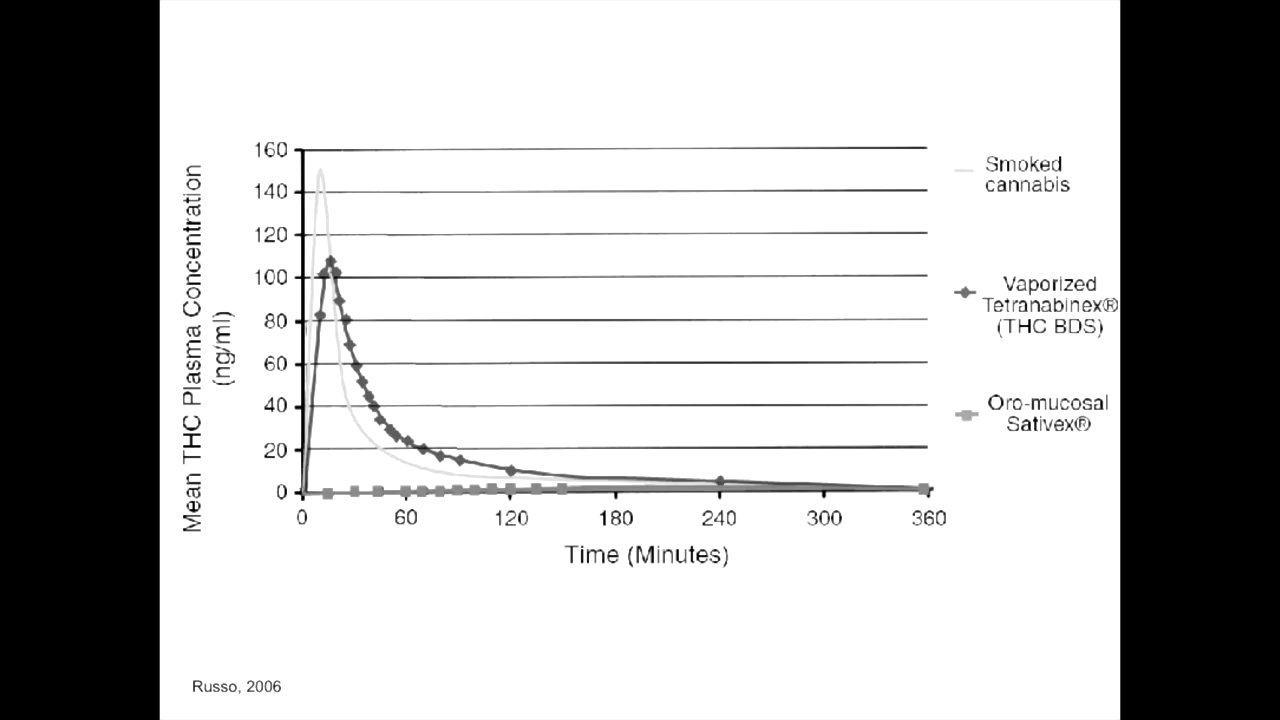 160
140
120
100
80
60
40
20
0
0 60 120 180 240 300 360
Mean THC Plasma Concentration
(ng/ml)
Time (Minutes)
Smoked
cannabis
Vaporized
Tetranabinex®
(THC BDS)
Oro-mucosal
Sativex®
Russo, 2006